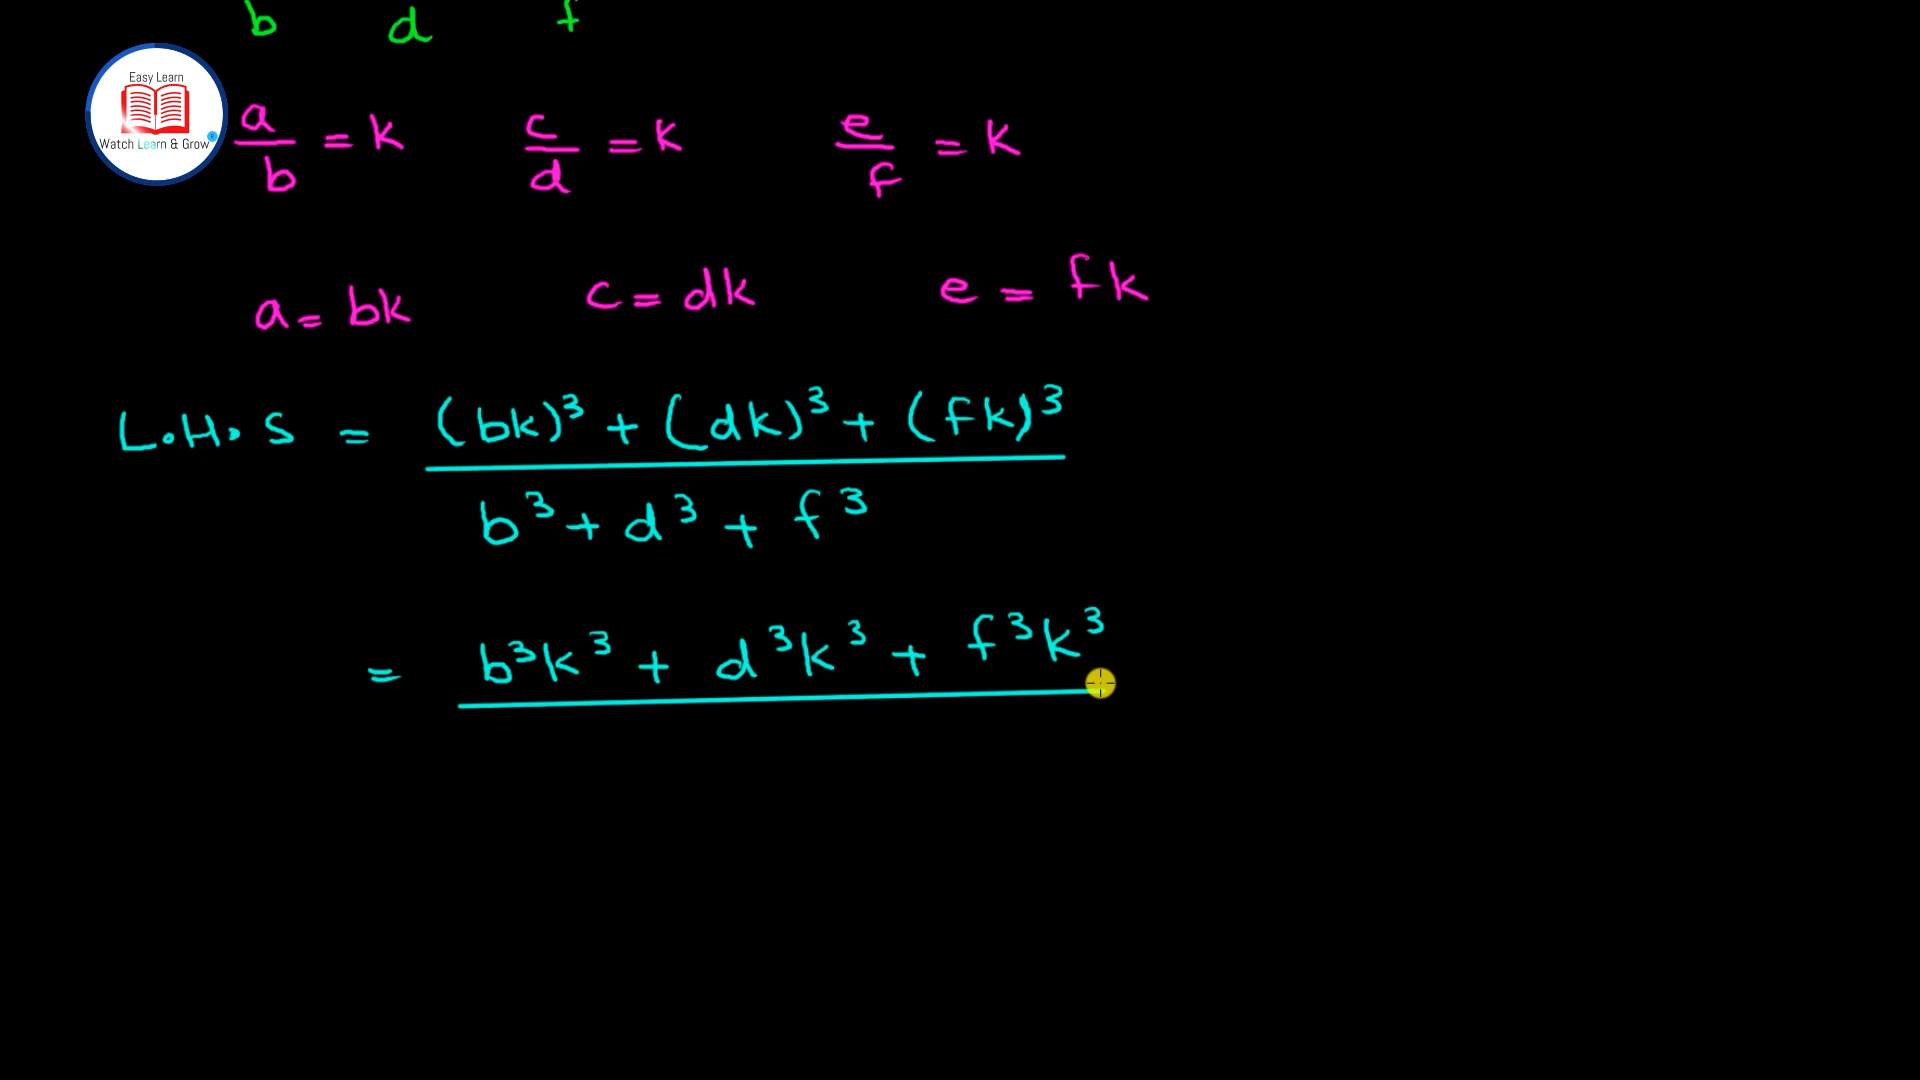 b d f
Easy Learn
Watch Learn & Grow
a/b = k c/d = k e/f = k
a = bk c = dk e = fk
L.H.S = (bk)³ + (dk)³ + (fk)³
b³ + d³ + f³
= b³k³ + d³k³ + f³k³